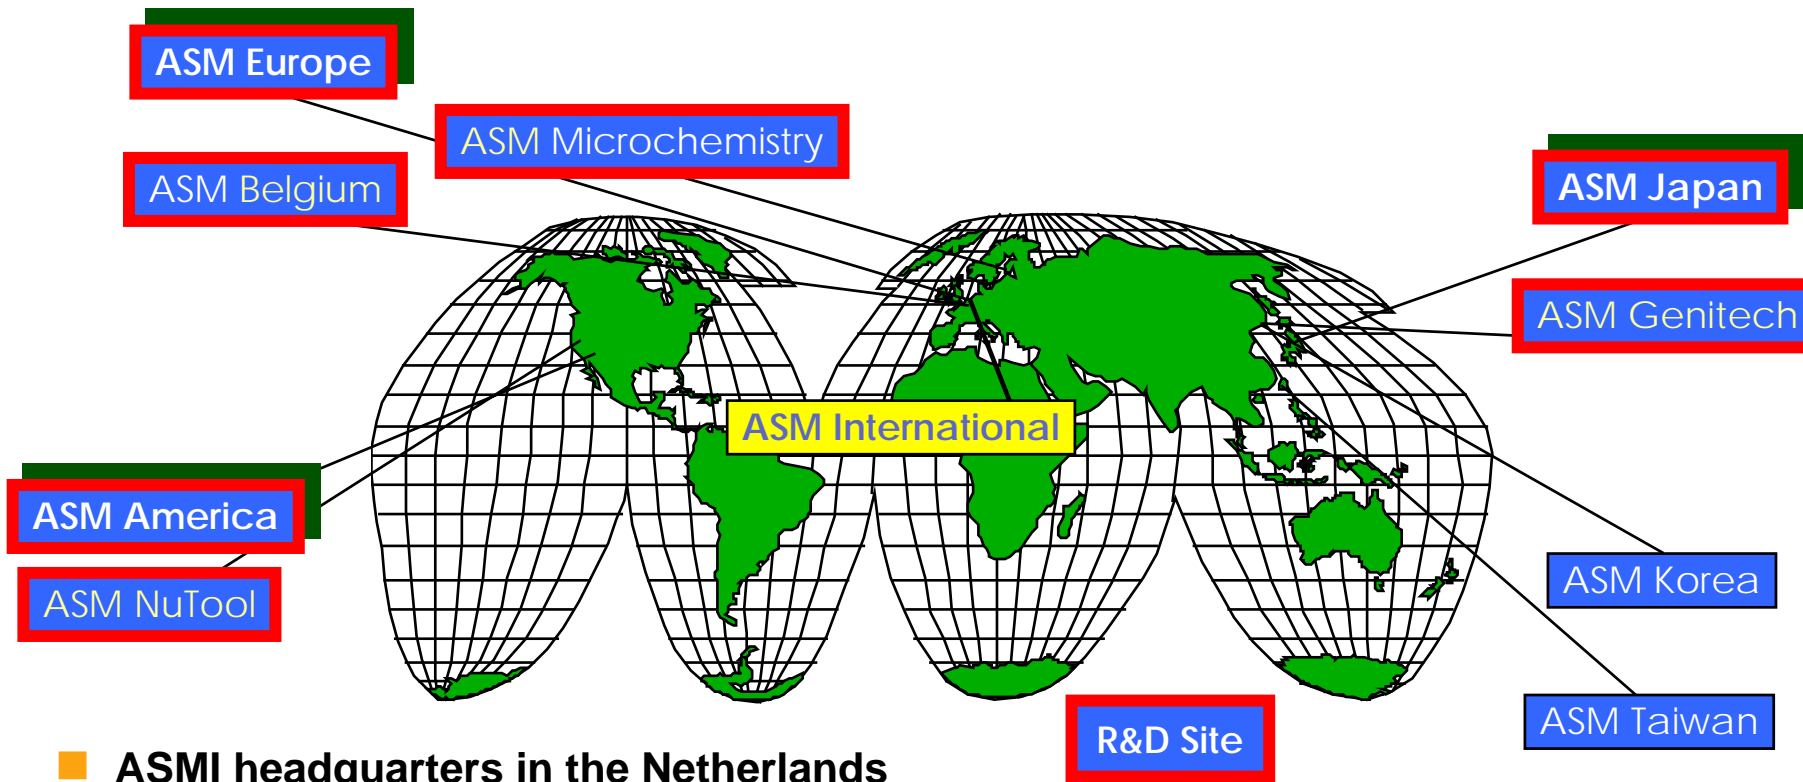 ASM Europe
ASM Microchemistry
ASM Belgium
ASM Japan
ASM Genitech
ASM International
ASM America
ASM NuTool
ASM Korea
ASM Taiwan
R&D Site
ASMI headquarters in the Netherlands